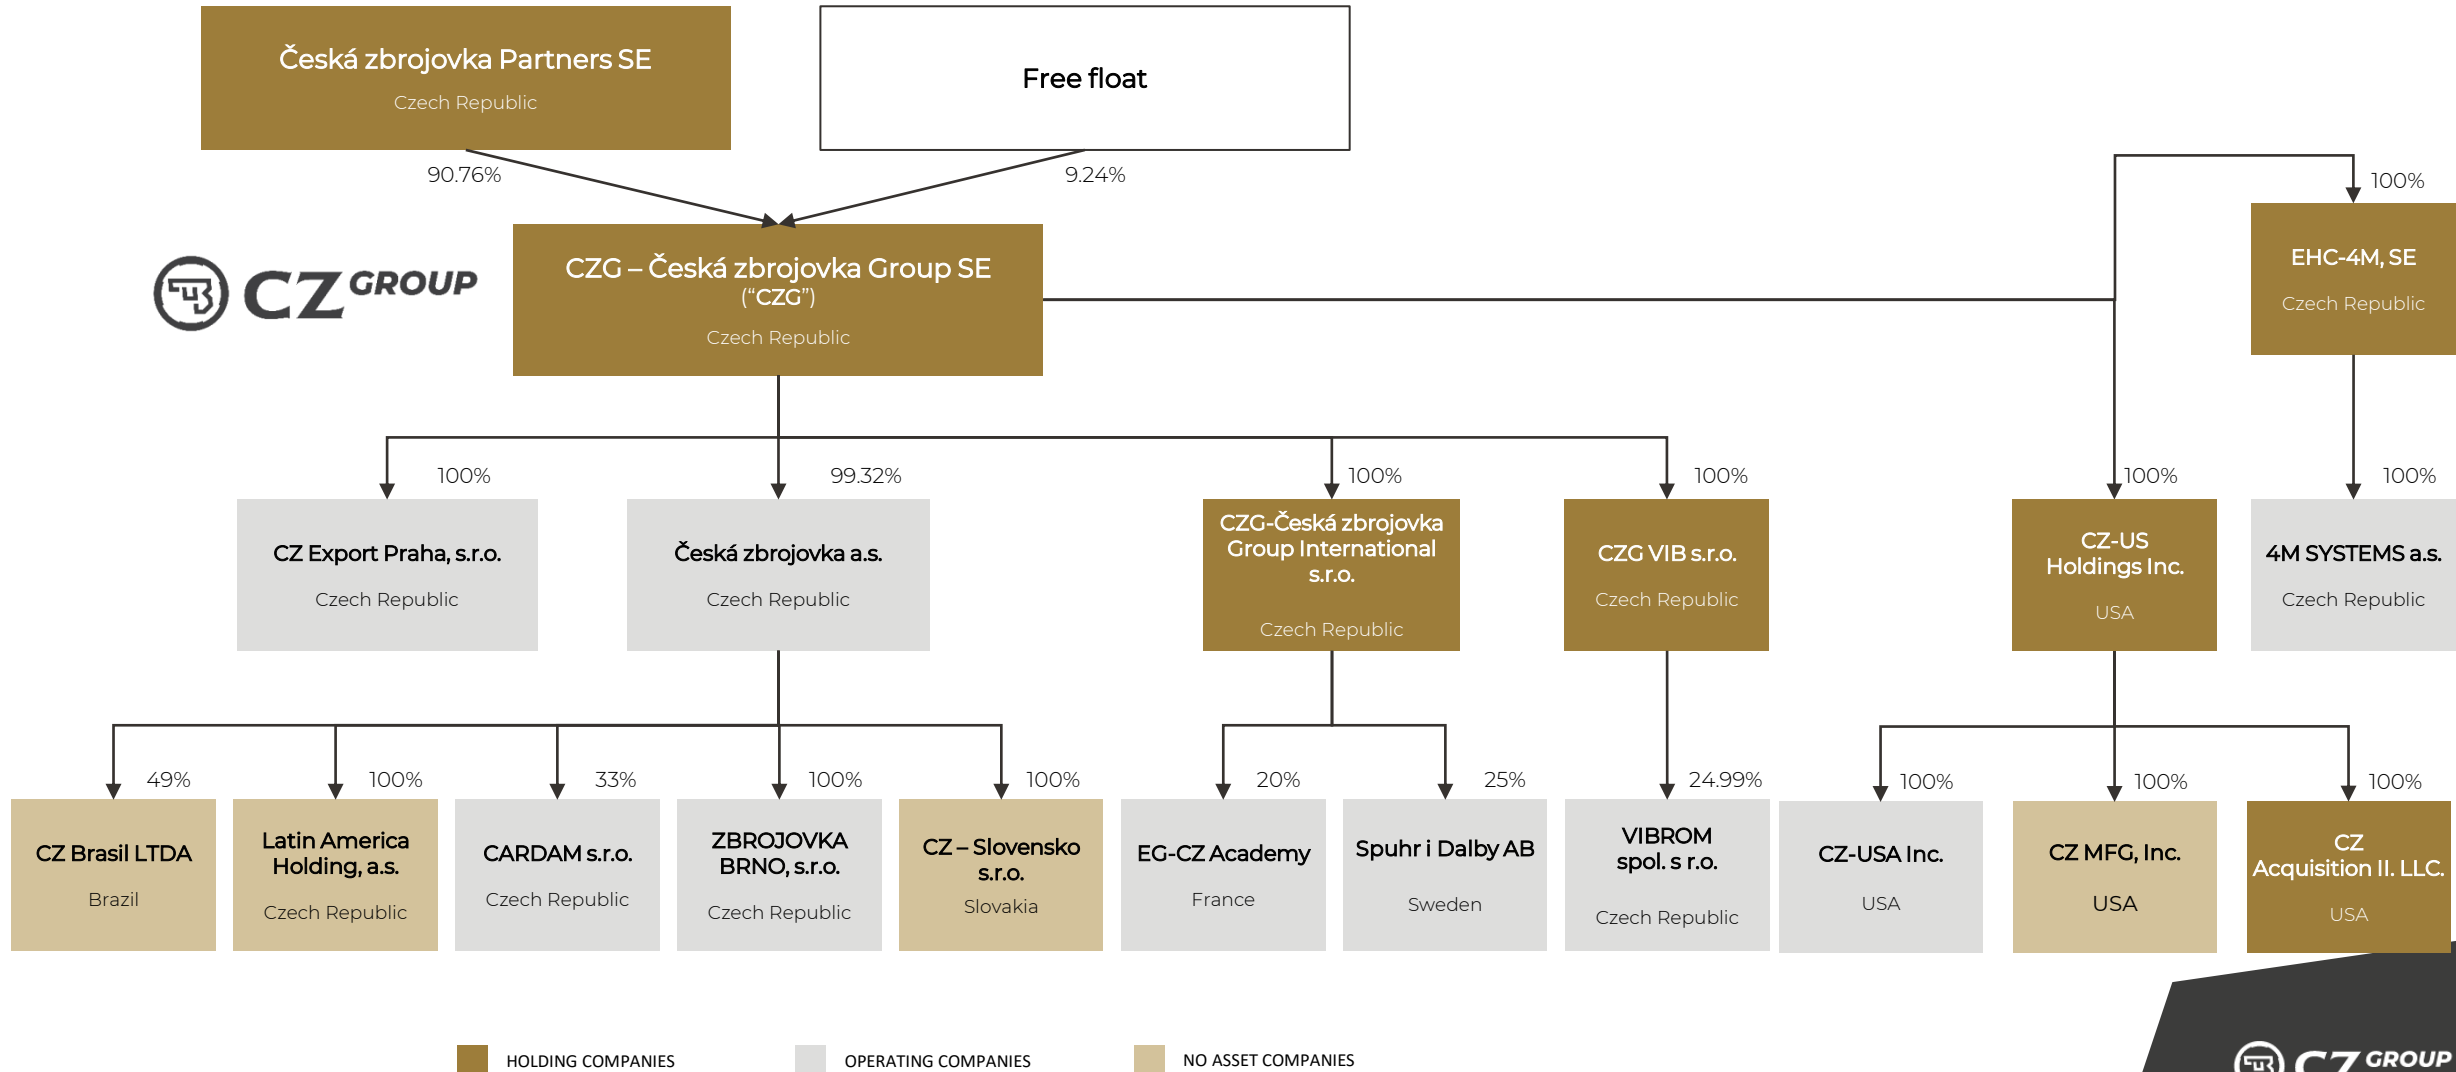 Česká zbrojovka Partners SE
Czech Republic
Free float
90.76%
9.24%
100%
CZ GROUP
CZG – Česká zbrojovka Group SE
(“CZG”)
Czech Republic
EHC-4M, SE
Czech Republic
100%
99.32%
100%
100%
100%
100%
CZ Export Praha, s.r.o.
Czech Republic
Česká zbrojovka a.s.
Czech Republic
CZG-Česká zbrojovka
Group International
s.r.o.
Czech Republic
CZG VIB s.r.o.
Czech Republic
CZ-US
Holdings Inc.
USA
4M SYSTEMS a.s.
Czech Republic
49%
100%
33%
100%
100%
20%
25%
24.99%
100%
100%
100%
CZ Brasil LTDA
Brazil
Latin America
Holding, a.s.
Czech Republic
CARDAM s.r.o.
Czech Republic
ZBROJOVKA
BRNO, s.r.o.
Czech Republic
CZ – Slovensko
s.r.o.
Slovakia
EG-CZ Academy
France
Spuhr i Dalby AB
Sweden
VIBROM
spol. s r.o.
Czech Republic
CZ-USA Inc.
USA
CZ MFG, Inc.
USA
CZ
Acquisition II. LLC.
USA
HOLDING COMPANIES
OPERATING COMPANIES
NO ASSET COMPANIES
CZ GROUP